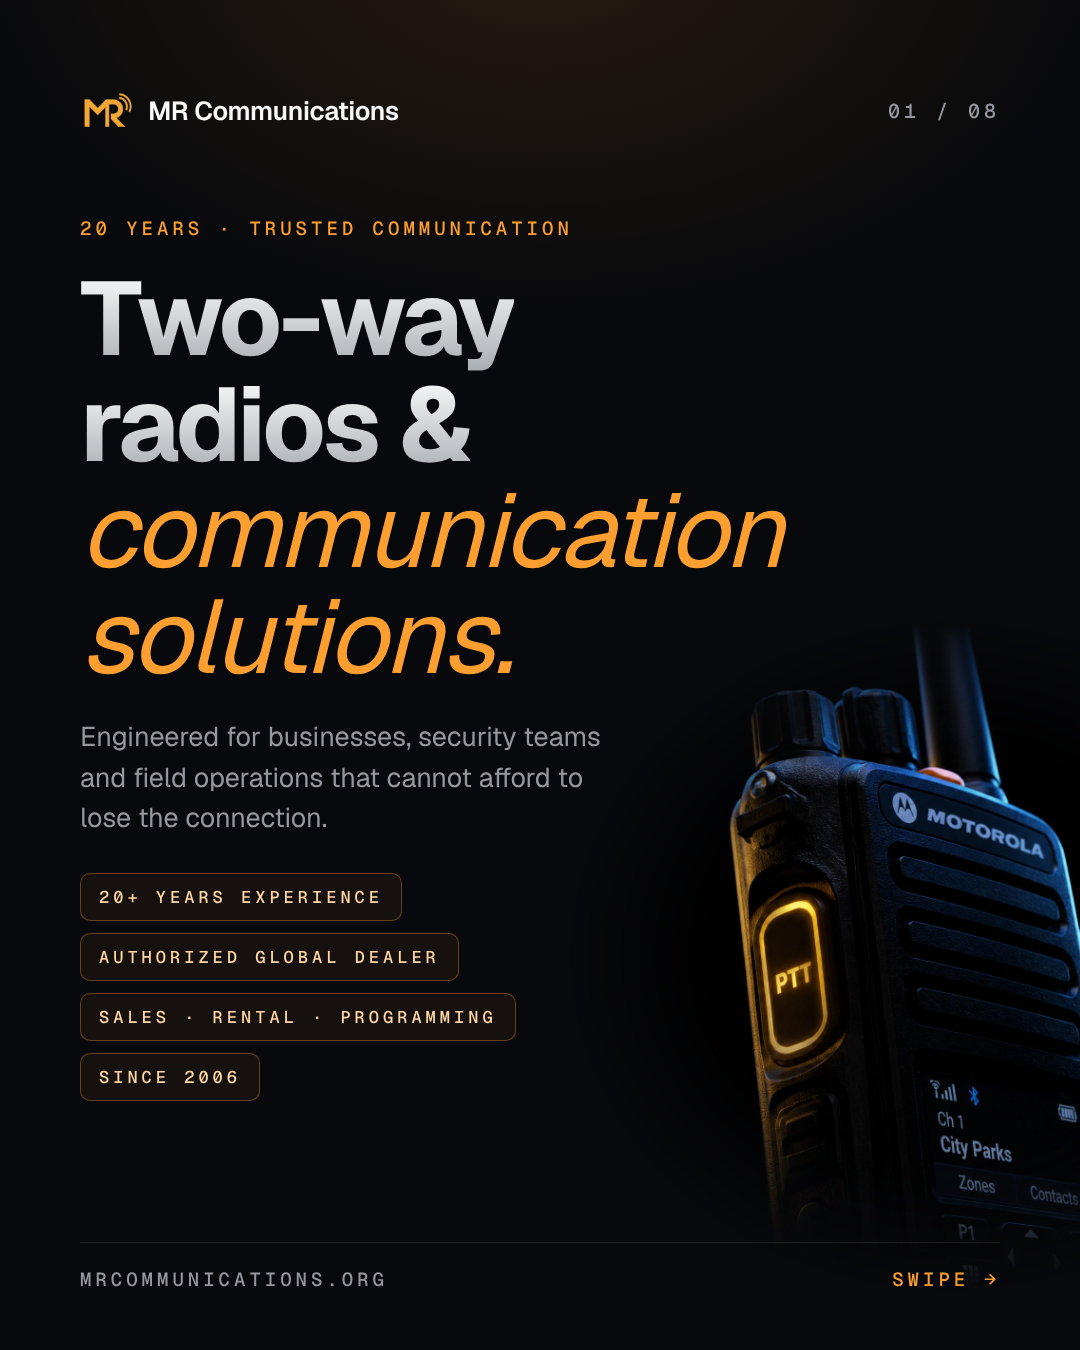 MR MR Communications
01 / 08
20 YEARS · TRUSTED COMMUNICATION
Two-way
radios &
communication
solutions.
Engineered for businesses, security teams
and field operations that cannot afford to
lose the connection.
20+ YEARS EXPERIENCE
AUTHORIZED GLOBAL DEALER
SALES · RENTAL · PROGRAMMING
SINCE 2006
MOTOROLA
PTT
Ch 1
City Parks
Zones Contacts
P1
MRCOMMUNICATIONS.ORG
SWIPE →